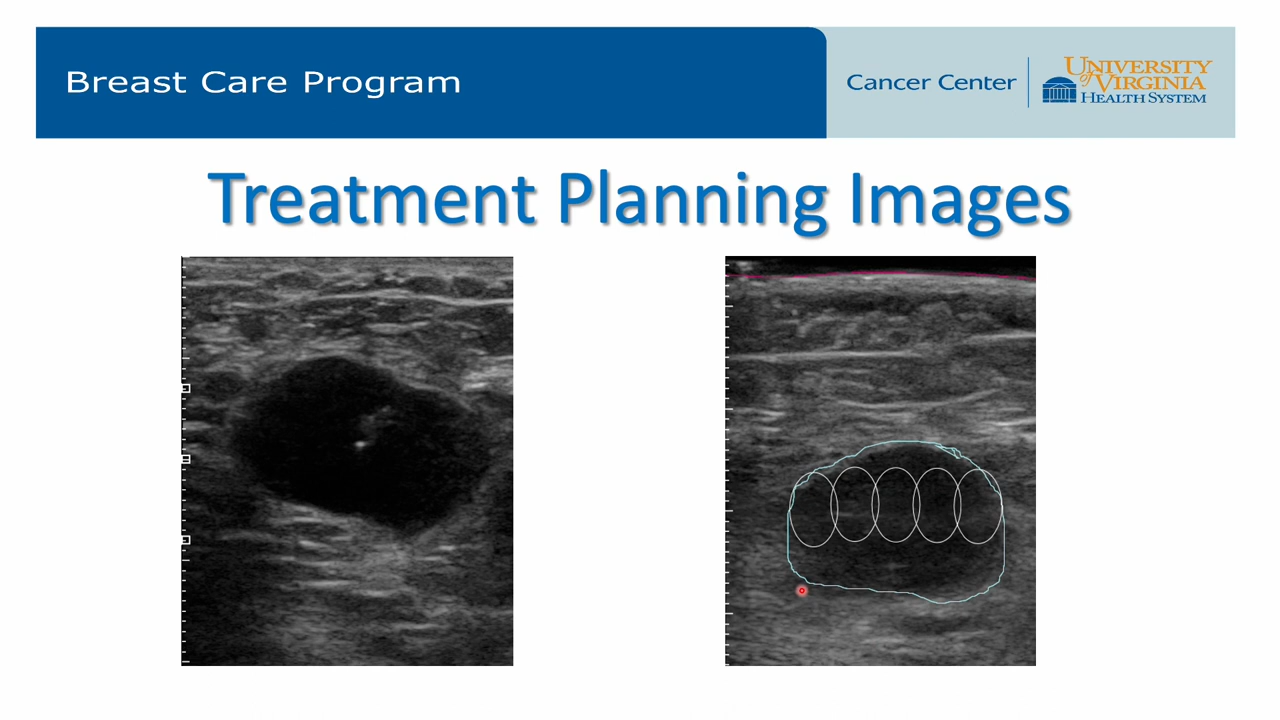 Breast Care Program
Cancer Center
UNIVERSITY
of VIRGINIA
HEALTH SYSTEM
Treatment Planning Images